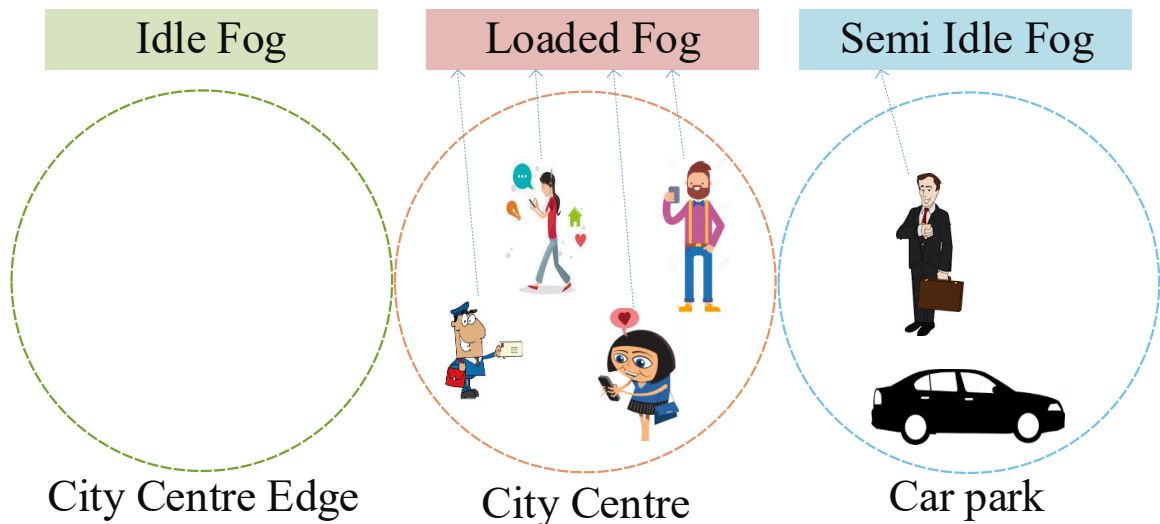 Idle Fog
Loaded Fog
Semi Idle Fog
City Centre Edge
City Centre
Car park